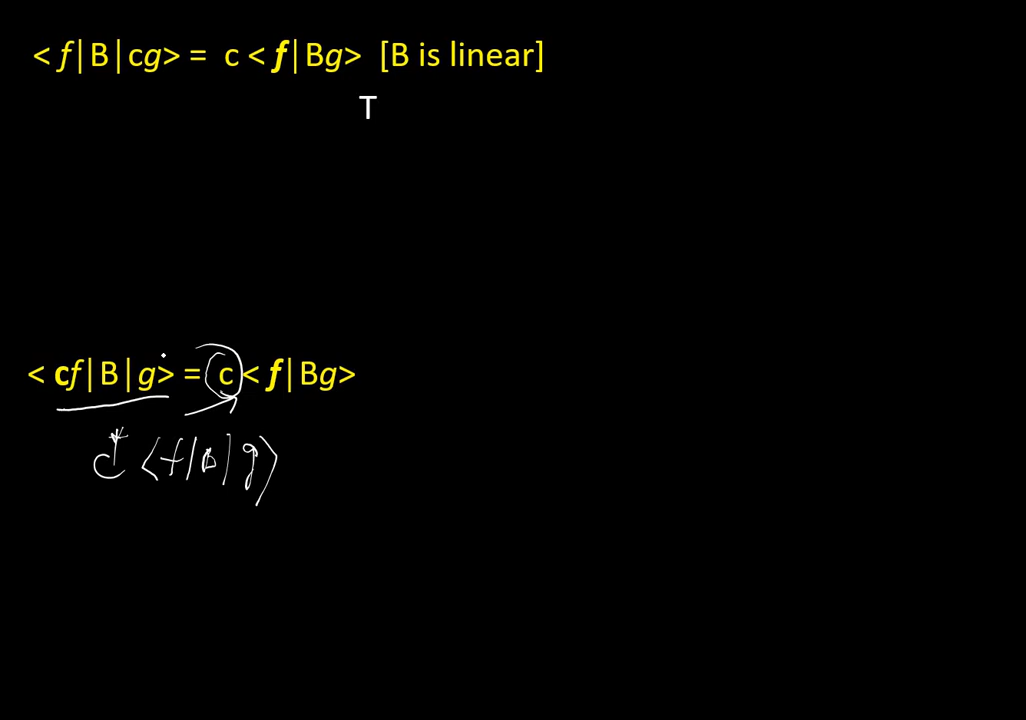 < f|B|cg> = c < f|Bg> [B is linear]
T
< cf|B|g> = c < f|Bg>
c* <f|B|g>